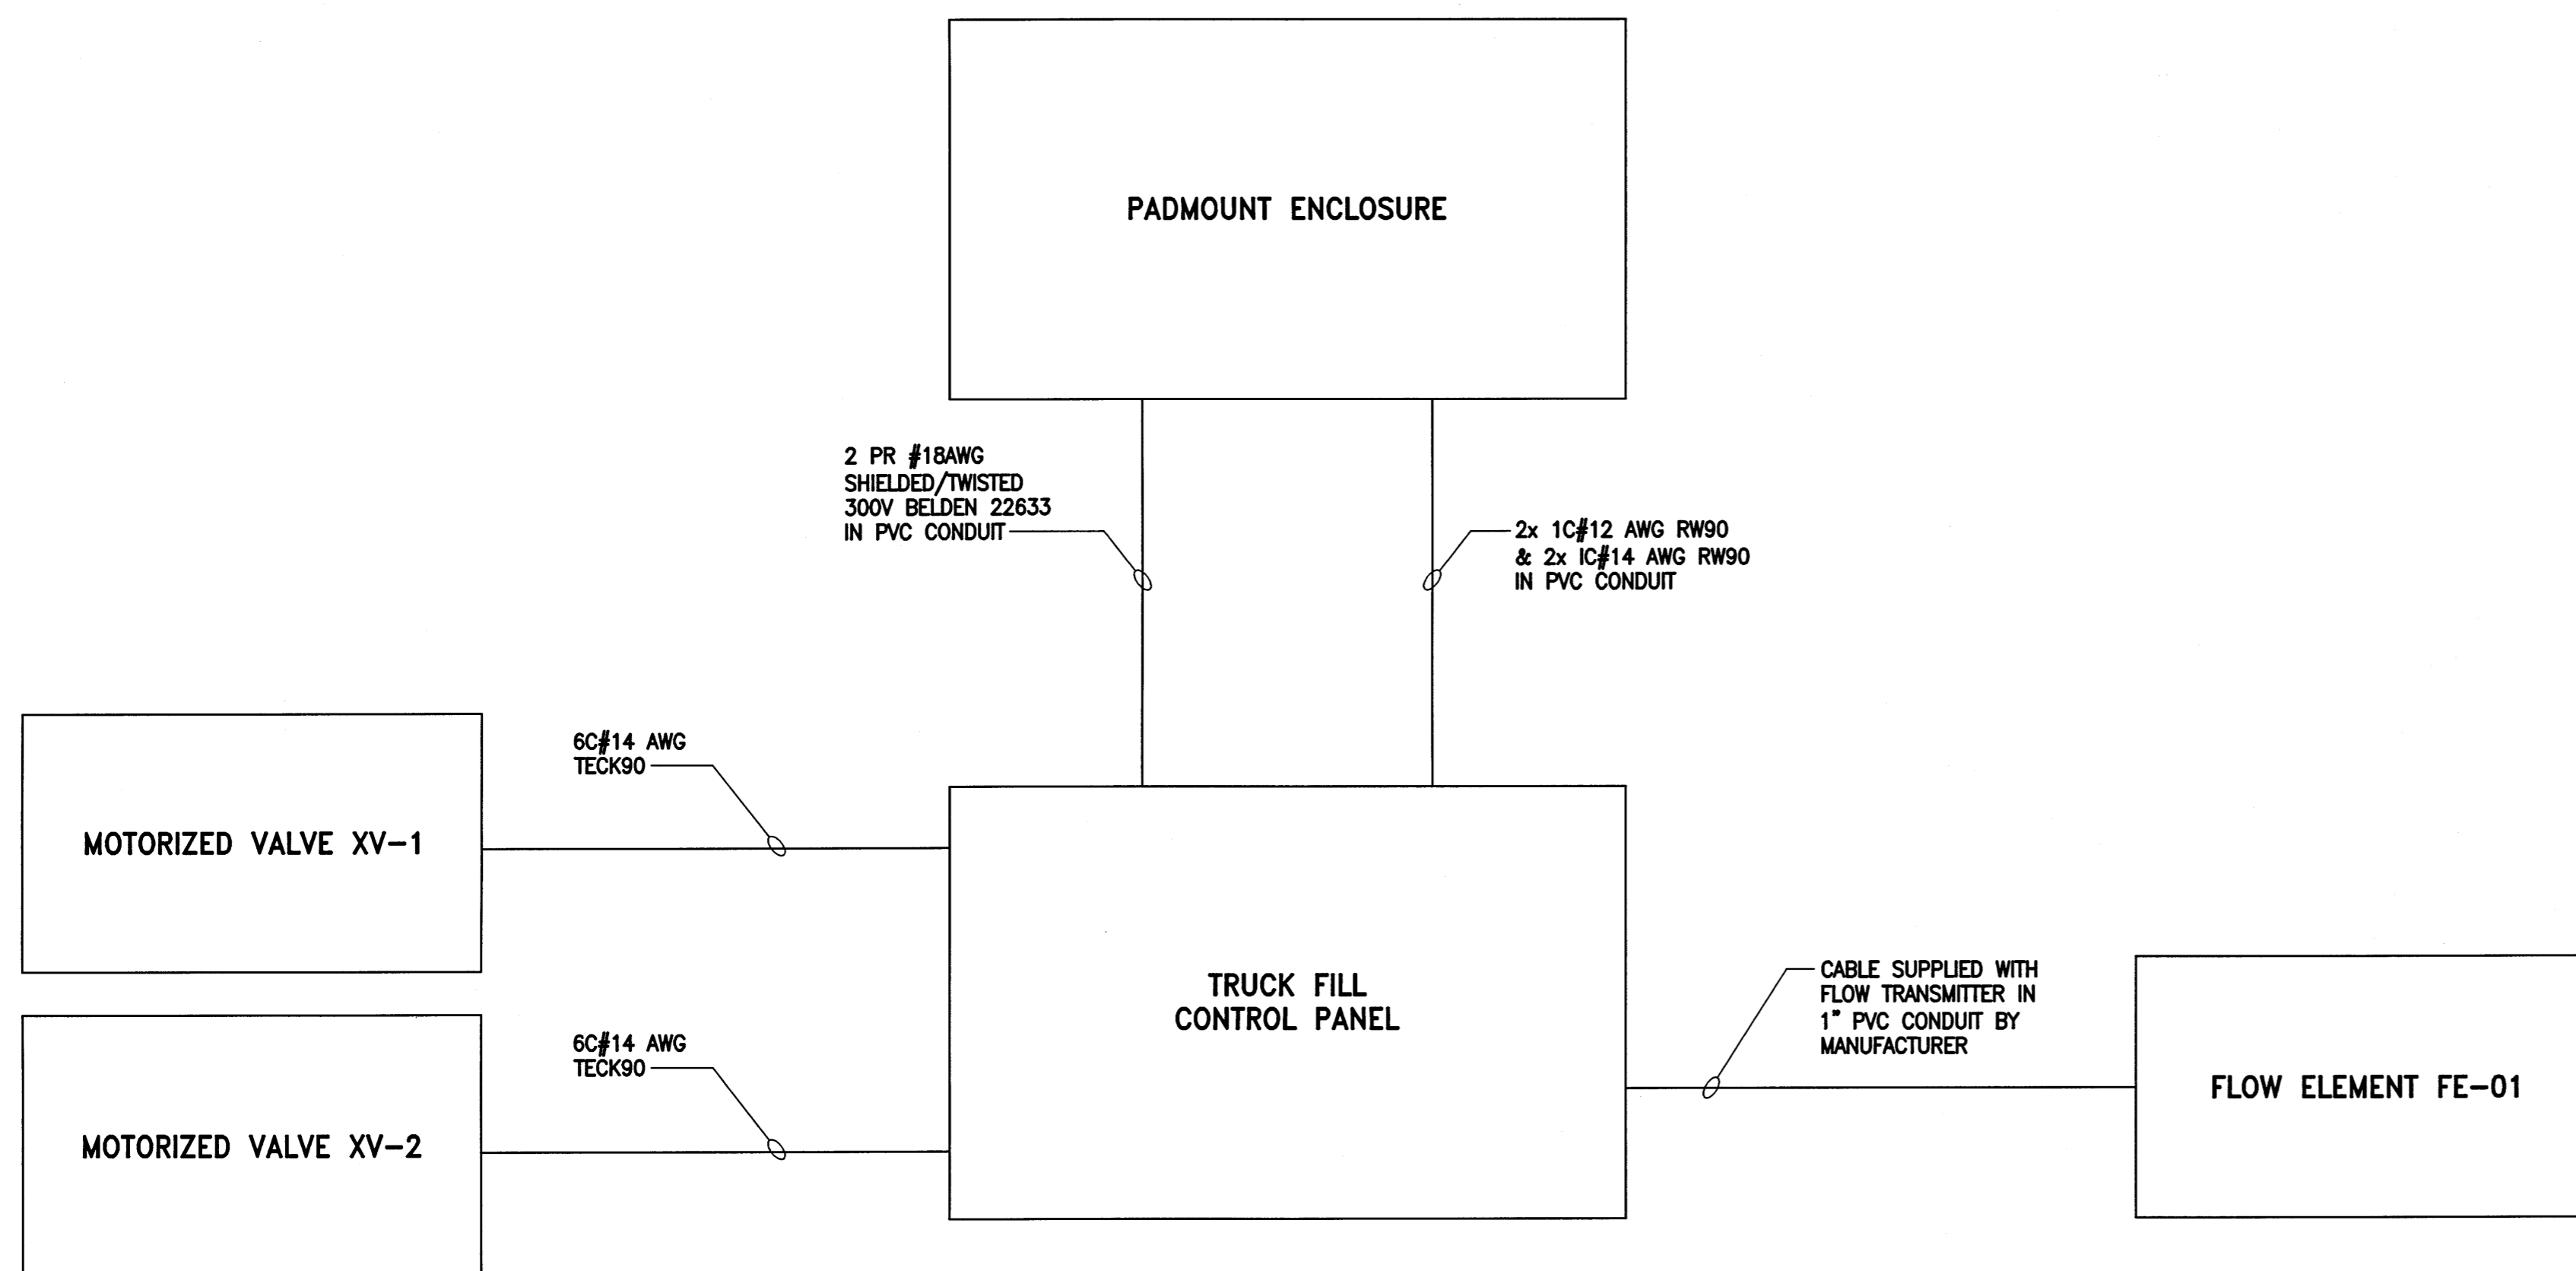 PADMOUNT ENCLOSURE
2 PR #18AWG
SHIELDED/TWISTED
300V BELDEN 22633
IN PVC CONDUIT
2x 1C#12 AWG RW90
& 2x IC#14 AWG RW90
IN PVC CONDUIT
6C#14 AWG
TECK90
MOTORIZED VALVE XV-1
TRUCK FILL
CONTROL PANEL
CABLE SUPPLIED WITH
FLOW TRANSMITTER IN
1" PVC CONDUIT BY
MANUFACTURER
6C#14 AWG
TECK90
MOTORIZED VALVE XV-2
FLOW ELEMENT FE-01